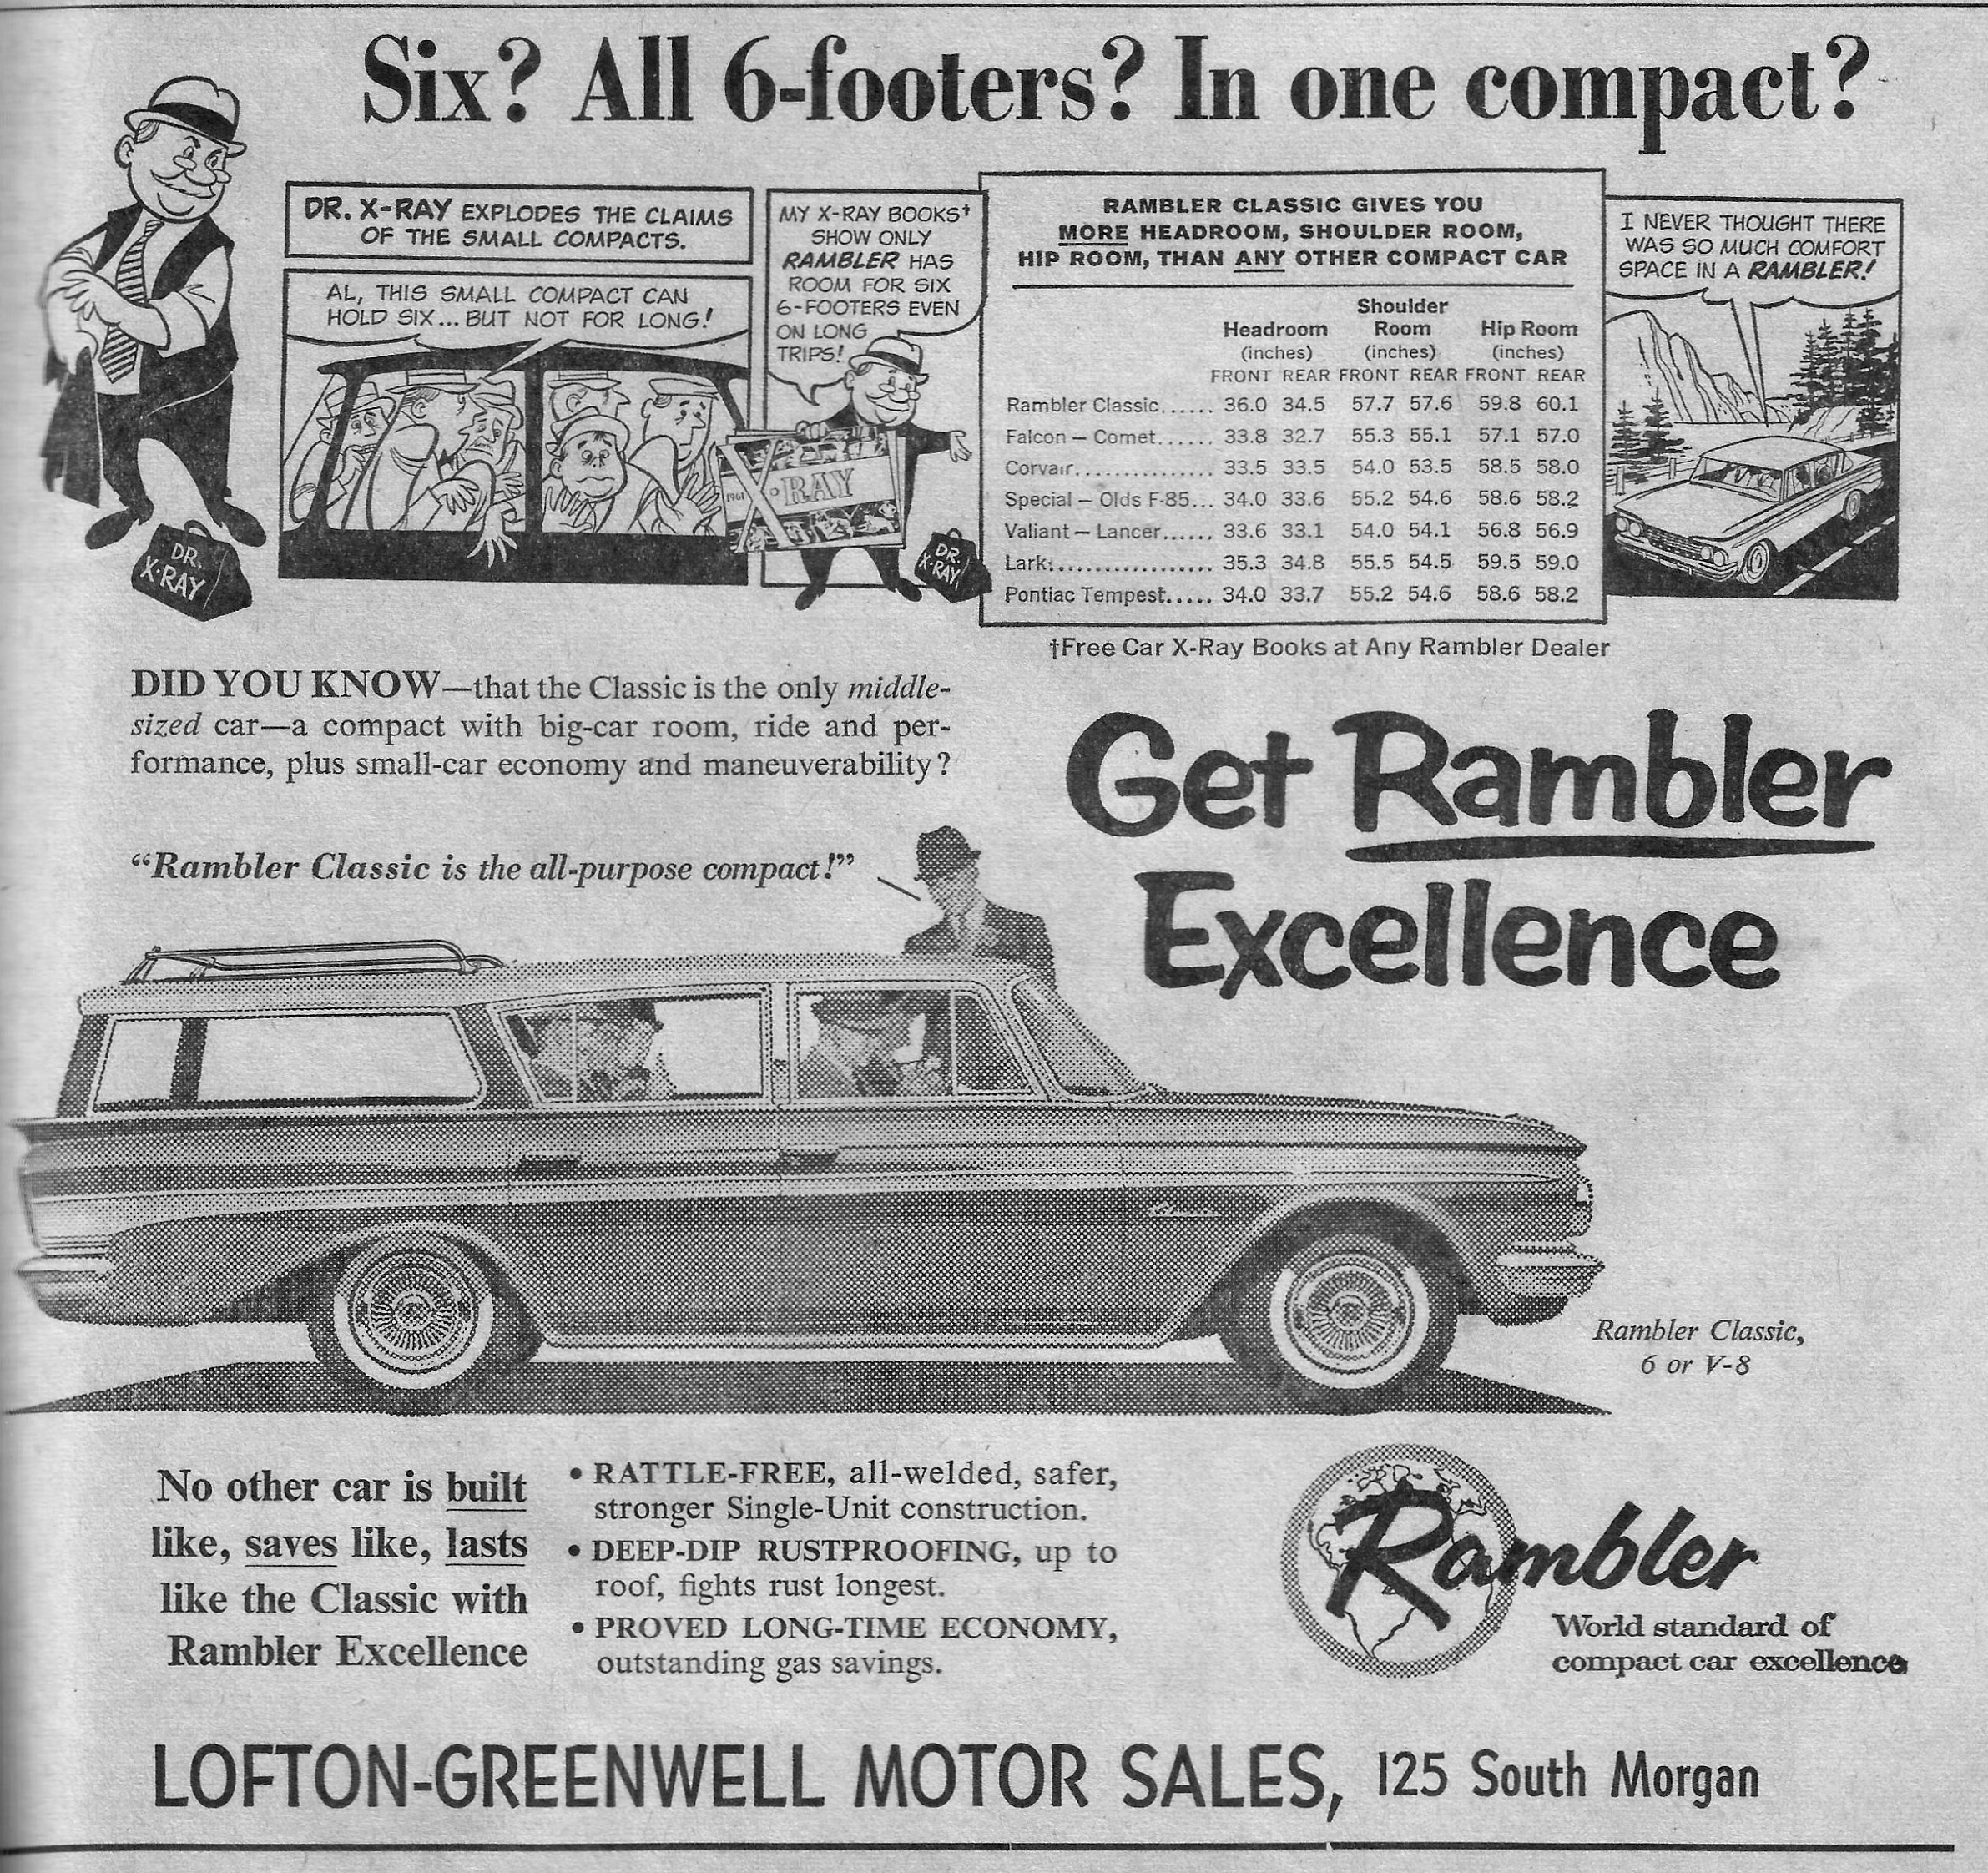 Six? All 6-footers? In one compact?
DR. X-RAY EXPLODES THE CLAIMS
OF THE SMALL COMPACTS.
AL, THIS SMALL COMPACT CAN
HOLD SIX... BUT NOT FOR LONG!
MY X-RAY BOOKS†
SHOW ONLY
RAMBLER HAS
ROOM FOR SIX
6-FOOTERS EVEN
ON LONG
TRIPS!
1961 X-RAY
DR.
X-RAY
DR.
X-RAY
RAMBLER CLASSIC GIVES YOU
MORE HEADROOM, SHOULDER ROOM,
HIP ROOM, THAN ANY OTHER COMPACT CAR
Headroom Shoulder Room Hip Room
(inches) (inches) (inches)
FRONT REAR FRONT REAR FRONT REAR
Rambler Classic...... 36.0 34.5 57.7 57.6 59.8 60.1
Falcon – Comet...... 33.8 32.7 55.3 55.1 57.1 57.0
Corvair............... 33.5 33.5 54.0 53.5 58.5 58.0
Special – Olds F-85... 34.0 33.6 55.2 54.6 58.6 58.2
Valiant – Lancer...... 33.6 33.1 54.0 54.1 56.8 56.9
Lark.................. 35.3 34.8 55.5 54.5 59.5 59.0
Pontiac Tempest..... 34.0 33.7 55.2 54.6 58.6 58.2
I NEVER THOUGHT THERE
WAS SO MUCH COMFORT
SPACE IN A RAMBLER!
†Free Car X-Ray Books at Any Rambler Dealer
DID YOU KNOW—that the Classic is the only middle-
sized car—a compact with big-car room, ride and per-
formance, plus small-car economy and maneuverability?
Get Rambler
Excellence
“Rambler Classic is the all-purpose compact!”
Rambler Classic,
6 or V-8
No other car is built
like, saves like, lasts
like the Classic with
Rambler Excellence
• RATTLE-FREE, all-welded, safer,
stronger Single-Unit construction.
• DEEP-DIP RUSTPROOFING, up to
roof, fights rust longest.
• PROVED LONG-TIME ECONOMY,
outstanding gas savings.
Rambler
World standard of
compact car excellence
LOFTON-GREENWELL MOTOR SALES, 125 South Morgan